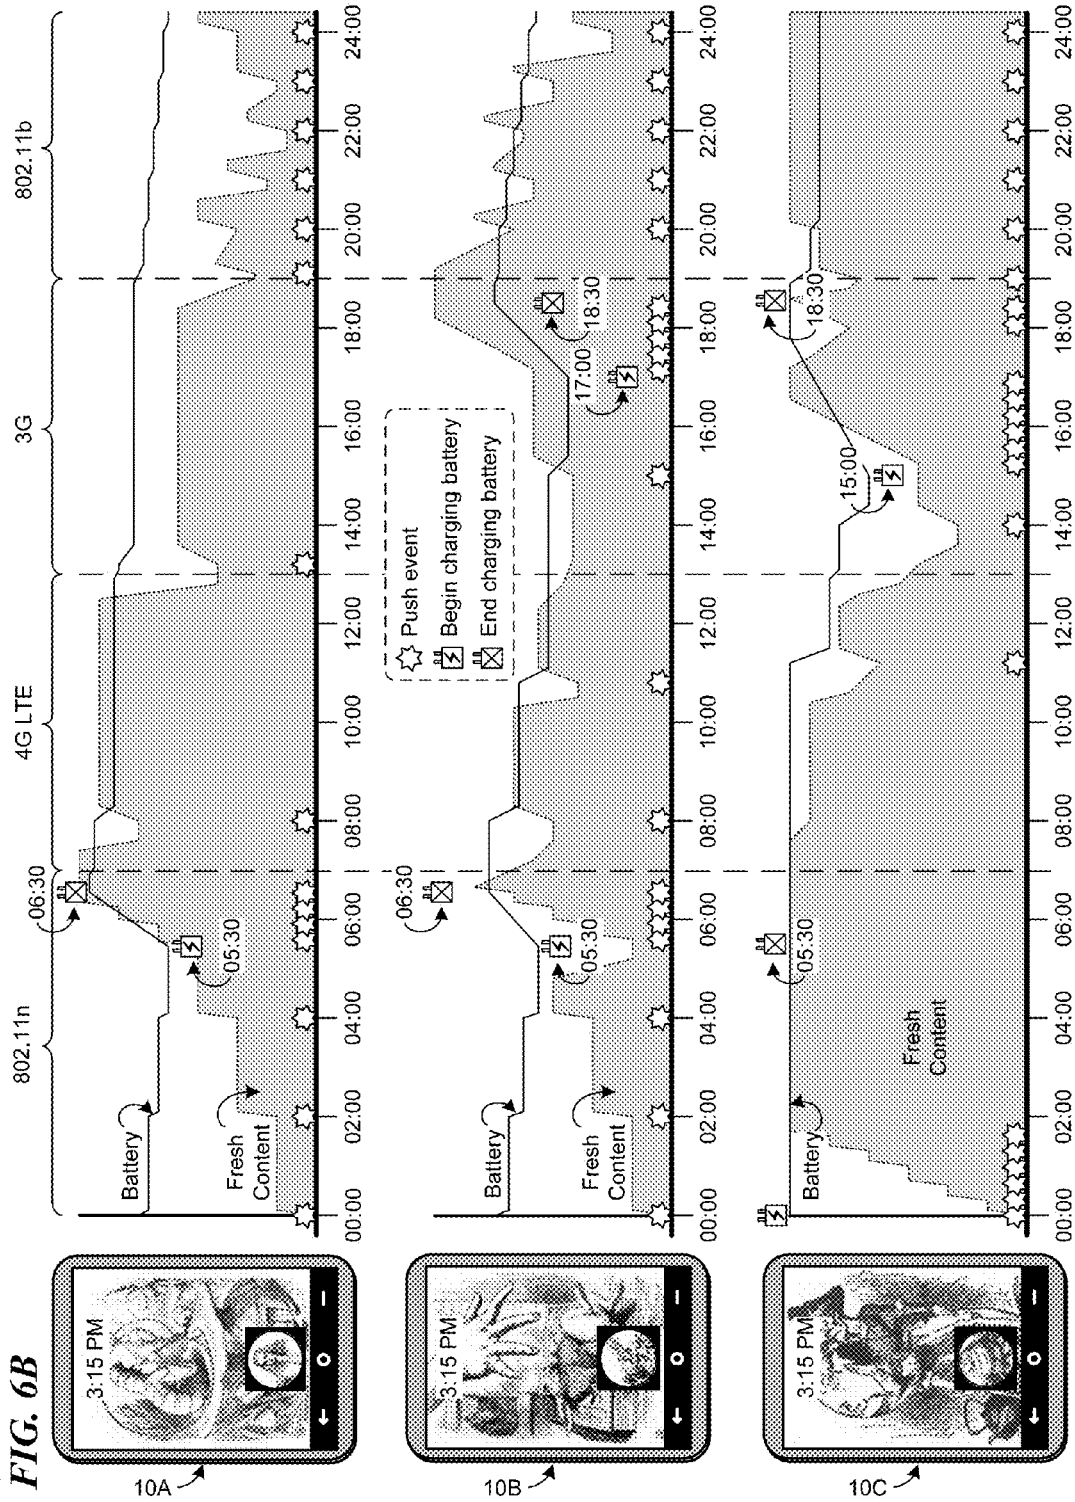 FIG. 6B
802.11n
4G LTE
3G
802.11b
10A
3:15 PM
Battery
Fresh
Content
05:30
06:30
00:00 02:00 04:00 06:00 08:00 10:00 12:00 14:00 16:00 18:00 20:00 22:00 24:00
10B
3:15 PM
Battery
Fresh
Content
05:30
06:30
Push event
Begin charging battery
End charging battery
17:00
18:30
00:00 02:00 04:00 06:00 08:00 10:00 12:00 14:00 16:00 18:00 20:00 22:00 24:00
10C
3:15 PM
Battery
Fresh
Content
05:30
15:00
18:30
00:00 02:00 04:00 06:00 08:00 10:00 12:00 14:00 16:00 18:00 20:00 22:00 24:00